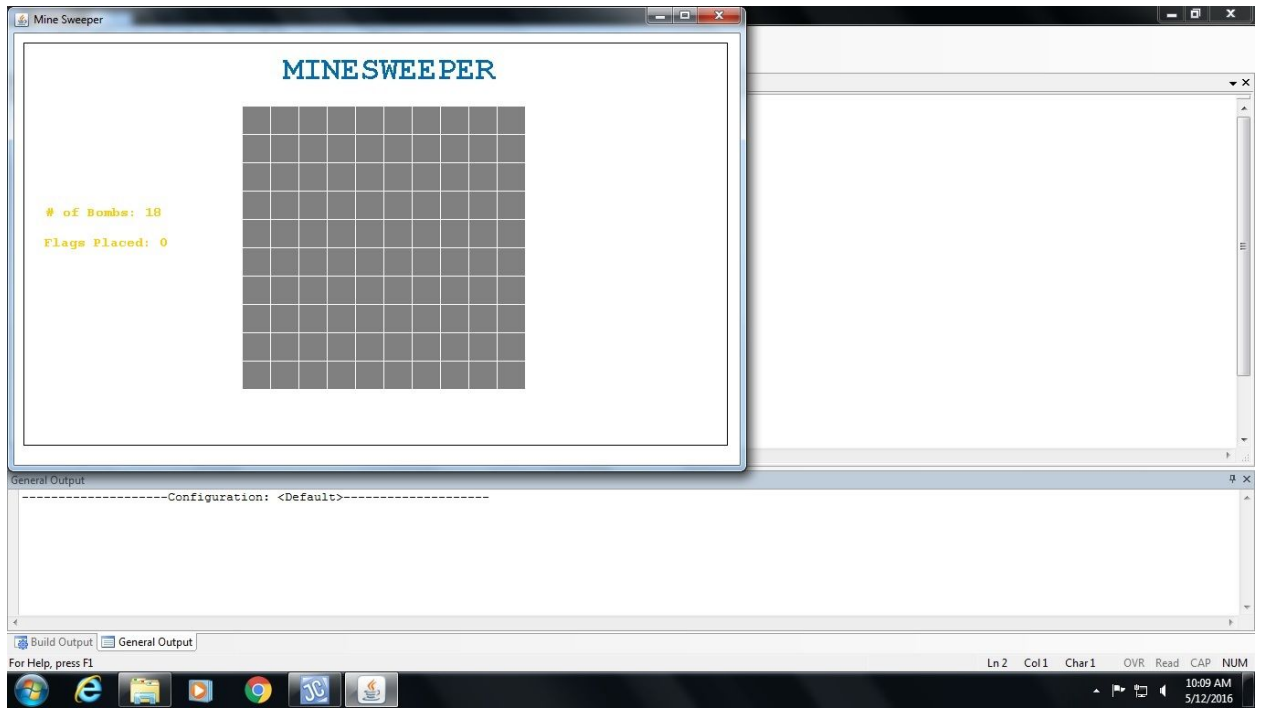 Mine Sweeper
MINESWEEPER
# of Bombs: 18
Flags Placed: 0
General Output
--------------------Configuration: <Default>--------------------
Build Output General Output
For Help, press F1
Ln 2 Col 1 Char 1 OVR Read CAP NUM
10:09 AM
5/12/2016